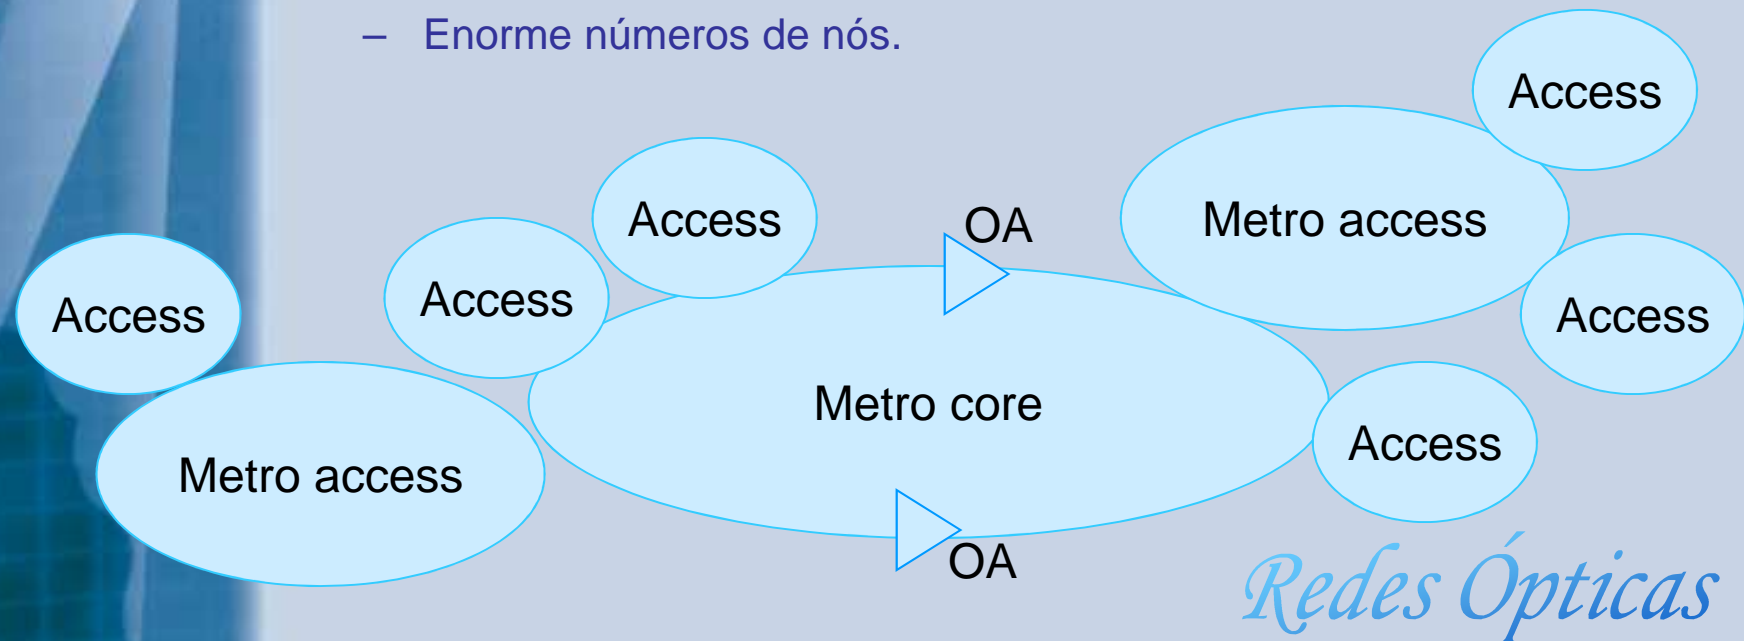 – Enorme números de nós.
Access
Access
OA
Metro access
Access
Access
Access
Metro core
Access
Metro access
OA
Redes Ópticas